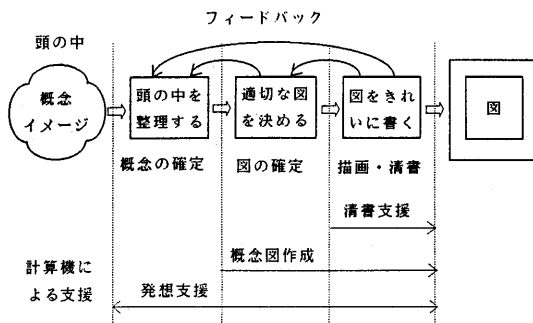 フィードバック
頭の中
概念
イメージ
頭の中を
整理する
適切な図
を決める
図をきれ
いに書く
図
概念の確定
図の確定
描画・清書
清書支援
概念図作成
計算機に
よる支援
発想支援